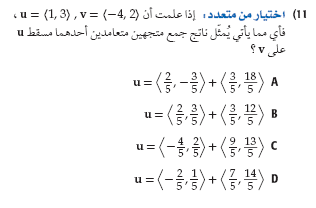 11) اختيار من متعدد: إذا علمت أن u = ⟨1, 3⟩ , v = ⟨−4, 2⟩ ،
فأي مما يأتي يُمثّل ناتج جمع متجهين متعامدين أحدهما مسقط u
على v ؟
u = ⟨2/5, −3/5⟩ + ⟨3/5, 18/5⟩ A
u = ⟨2/5, 3/5⟩ + ⟨3/5, 12/5⟩ B
u = ⟨−4/5, 2/5⟩ + ⟨9/5, 13/5⟩ C
u = ⟨−2/5, 1/5⟩ + ⟨7/5, 14/5⟩ D